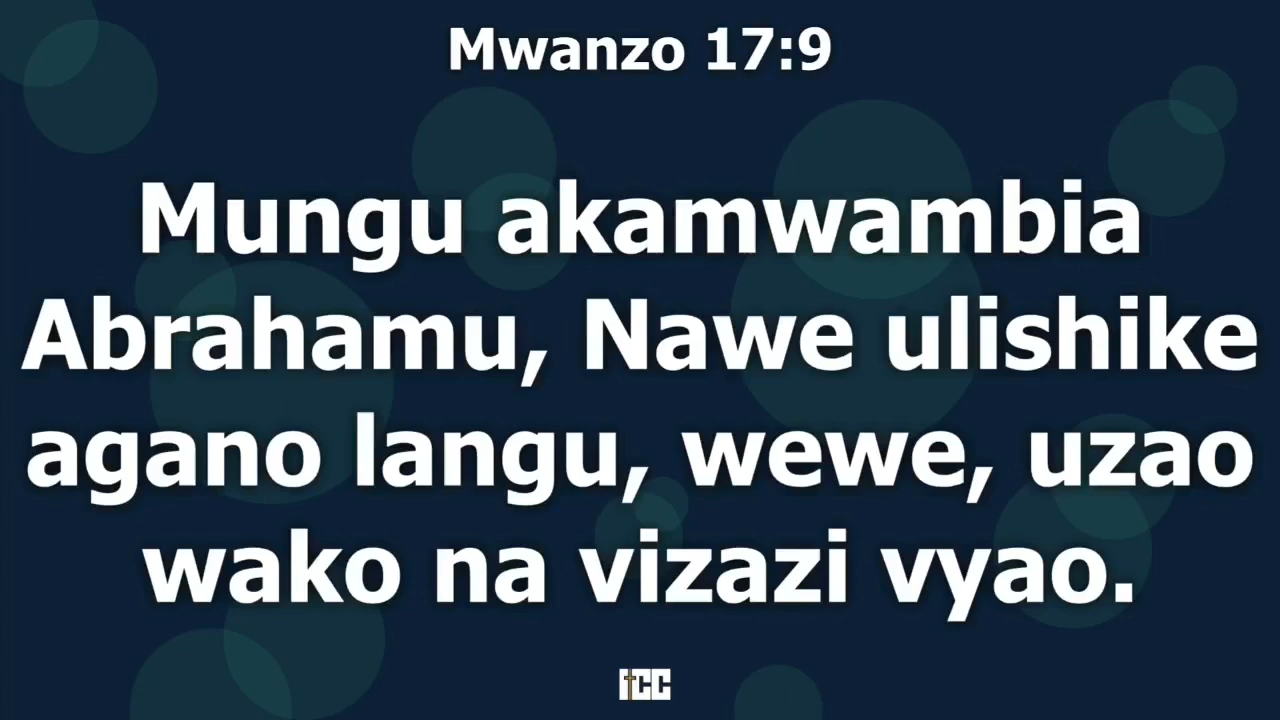 Mwanzo 17:9
Mungu akamwambia
Abrahamu, Nawe ulishike
agano langu, wewe, uzao
wako na vizazi vyao.
iCC